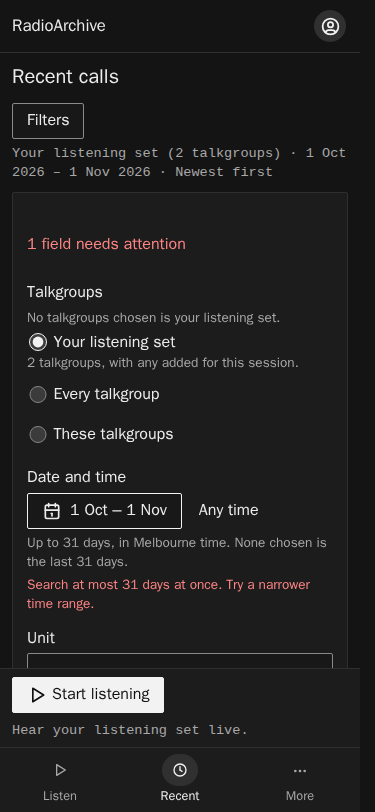 RadioArchive
Recent calls
Filters
Your listening set (2 talkgroups) · 1 Oct
2026 – 1 Nov 2026 · Newest first
1 field needs attention
Talkgroups
No talkgroups chosen is your listening set.
Your listening set
2 talkgroups, with any added for this session.
Every talkgroup
These talkgroups
Date and time
1 Oct – 1 Nov
Any time
Up to 31 days, in Melbourne time. None chosen is
the last 31 days.
Search at most 31 days at once. Try a narrower
time range.
Unit
Start listening
Hear your listening set live.
Listen
Recent
More